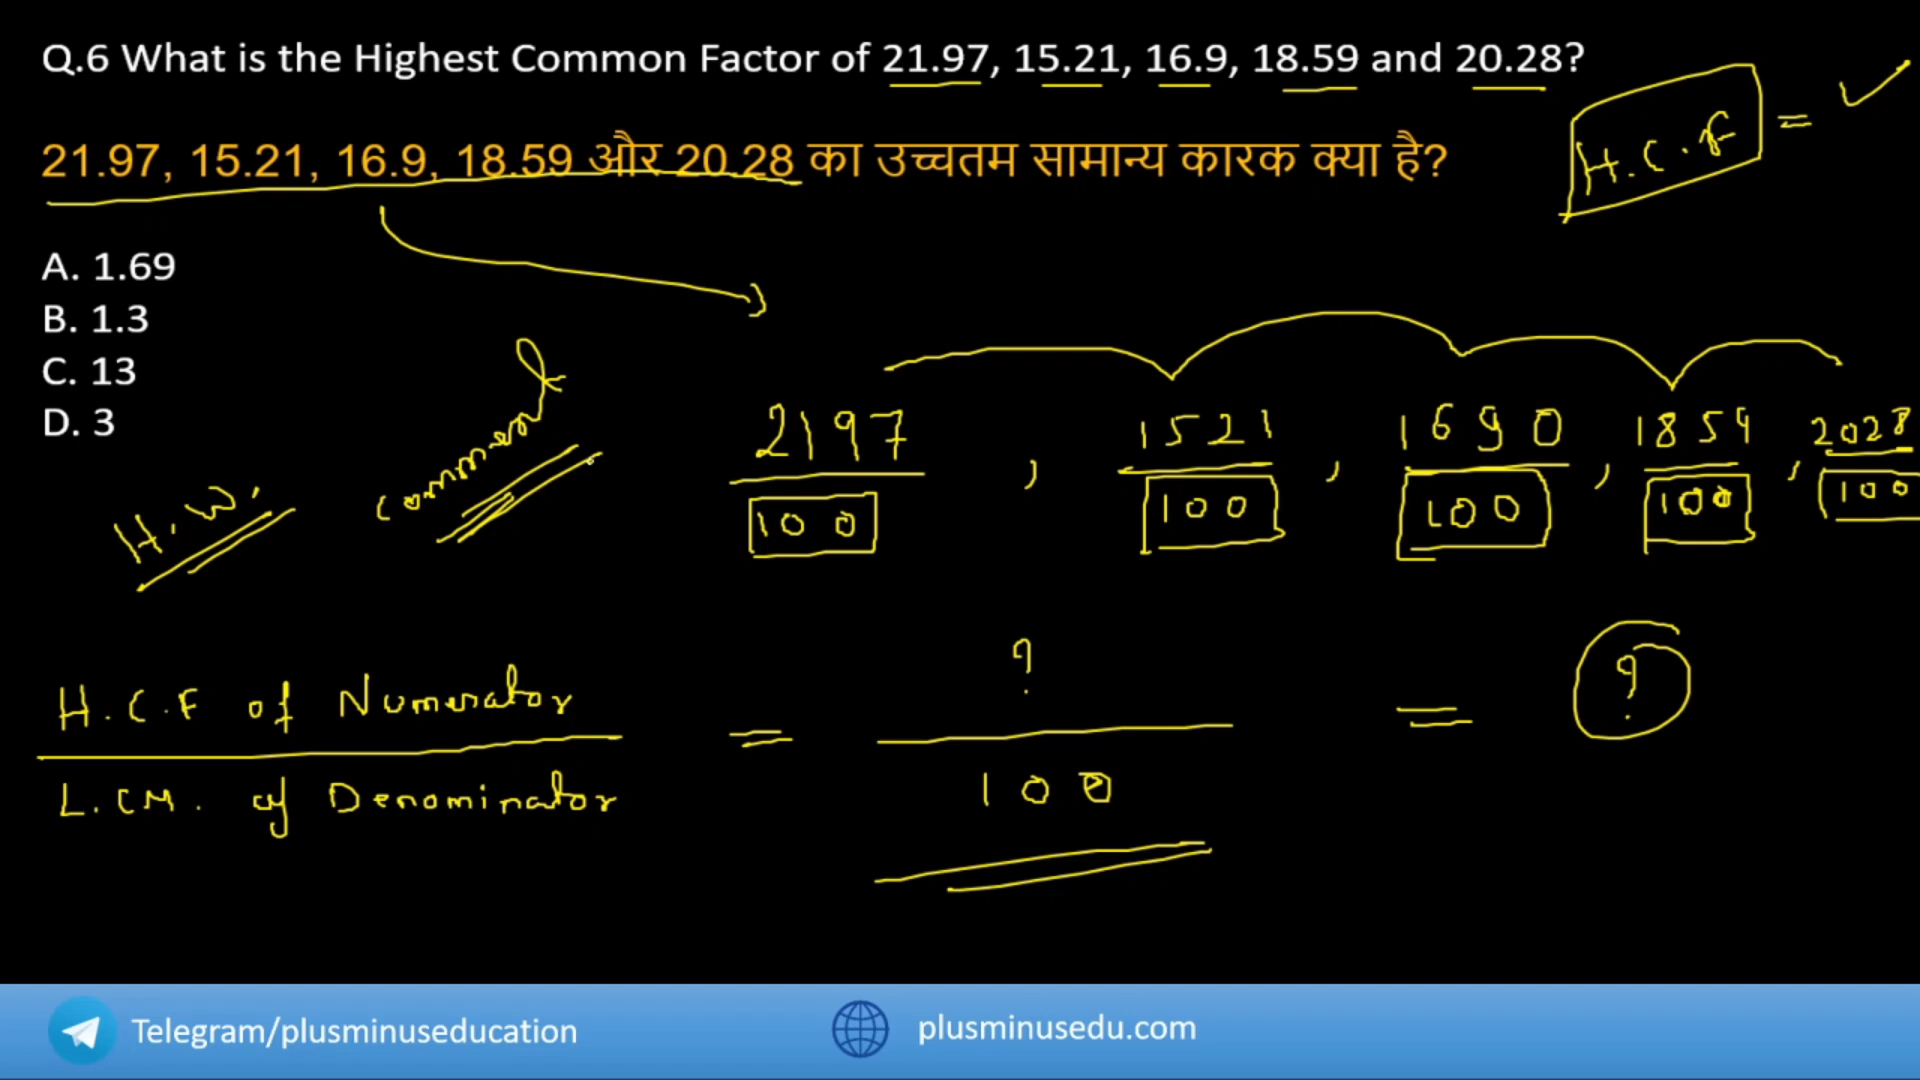 Q.6 What is the Highest Common Factor of 21.97, 15.21, 16.9, 18.59 and 20.28?
H.C.F =
21.97, 15.21, 16.9, 18.59 और 20.28 का उच्चतम सामान्य कारक क्या है?
A. 1.69
B. 1.3
C. 13
D. 3
comment
H.W.
2197 , 1521 , 1690 , 1859 , 2028
100 100 100 100 100
H.C.F of Numerator = ? = ?
L.CM. of Denominator 100
Telegram/plusminuseducation
plusminusedu.com